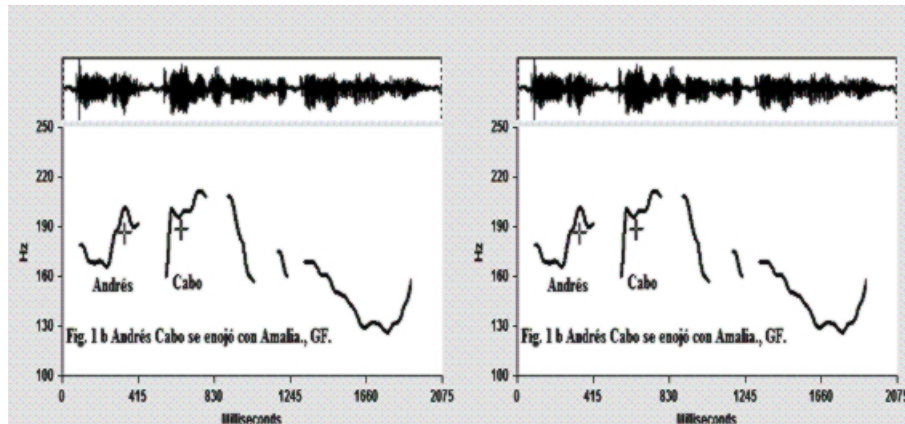 250
220
190
160
130
100
Hz
Andrés Cabo
Fig. 1 b Andrés Cabo se enojó con Amalia., GF.
0 415 830 1245 1660 2075
Milliseconds
250
220
190
160
130
100
Hz
Andrés Cabo
Fig. 1 b Andrés Cabo se enojó con Amalia., GF.
0 415 830 1245 1660 2075
Milliseconds